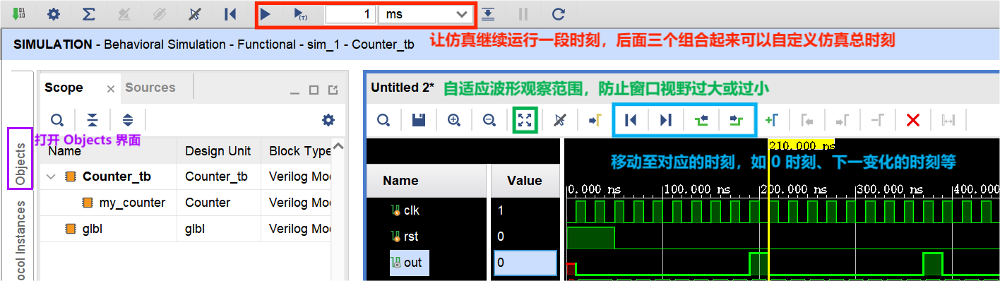 01
10
(T)
1
ms
SIMULATION - Behavioral Simulation - Functional - sim_1 - Counter_tb
让仿真继续运行一段时刻，后面三个组合起来可以自定义仿真总时刻
Scope
Sources
Untitled 2*
自适应波形观察范围，防止窗口视野过大或过小
打开 Objects 界面
Objects
Name Design Unit Block Type
Counter_tb Counter_tb Verilog Mod
my_counter Counter Verilog Mod
glbl glbl Verilog Mod
ocol Instances
210.000 ns
移动至对应的时刻，如 0 时刻、下一变化的时刻等
Name Value
0.000 ns 100.000 ns 200.000 ns 300.000 ns 400.000
clk 1
rst 0
out 0